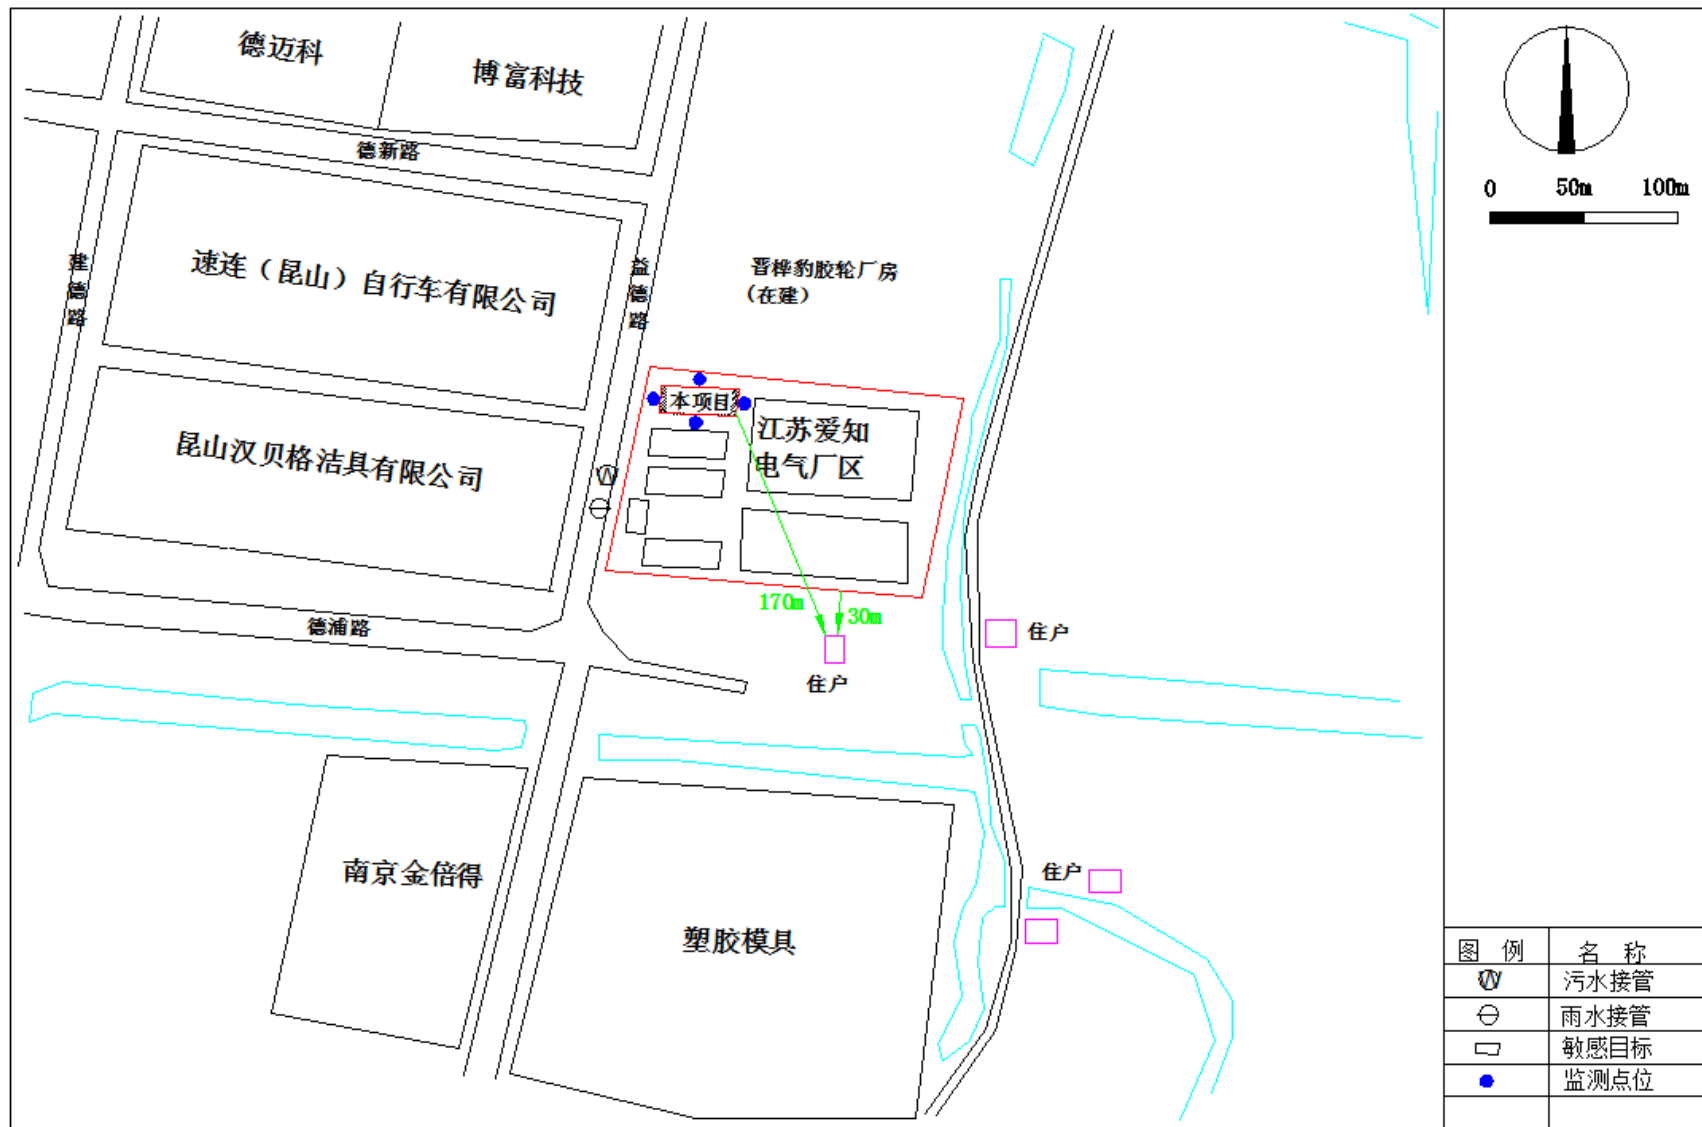 德迈科
博富科技
0 50m 100m
德新路
建德路
速连（昆山）自行车有限公司
益德路
晋桦豹胶轮厂房
（在建）
本项目
江苏爱知
电气厂区
昆山汉贝格洁具有限公司
W
170m
30m
德浦路
住户
住户
南京金倍得
住户
塑胶模具
图 例 名 称
W 污水接管
雨水接管
敏感目标
监测点位